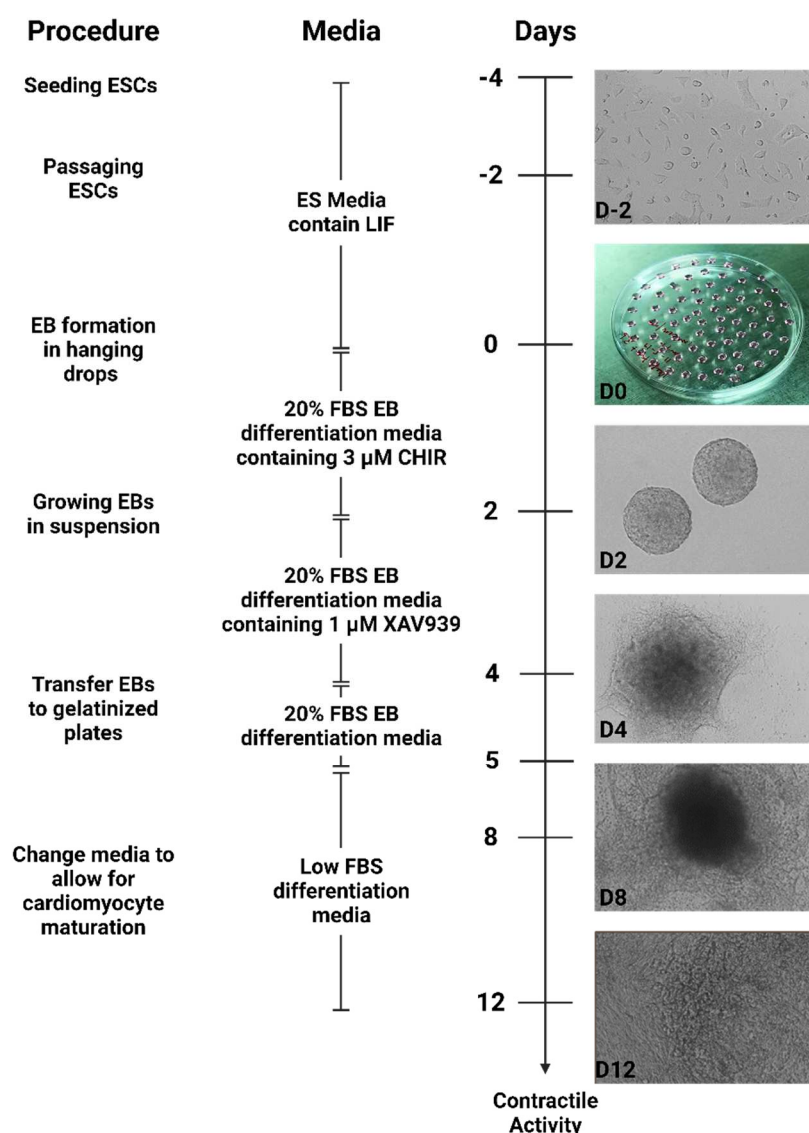 Procedure
Media
Days
Seeding ESCs
Passaging
ESCs
EB formation
in hanging
drops
Growing EBs
in suspension
Transfer EBs
to gelatinized
plates
Change media to
allow for
cardiomyocyte
maturation
ES Media
contain LIF
20% FBS EB
differentiation media
containing 3 µM CHIR
20% FBS EB
differentiation media
containing 1 µM XAV939
20% FBS EB
differentiation media
Low FBS
differentiation
media
-4
-2
0
2
4
5
8
12
Contractile
Activity
D-2
D0
D2
D4
D8
D12